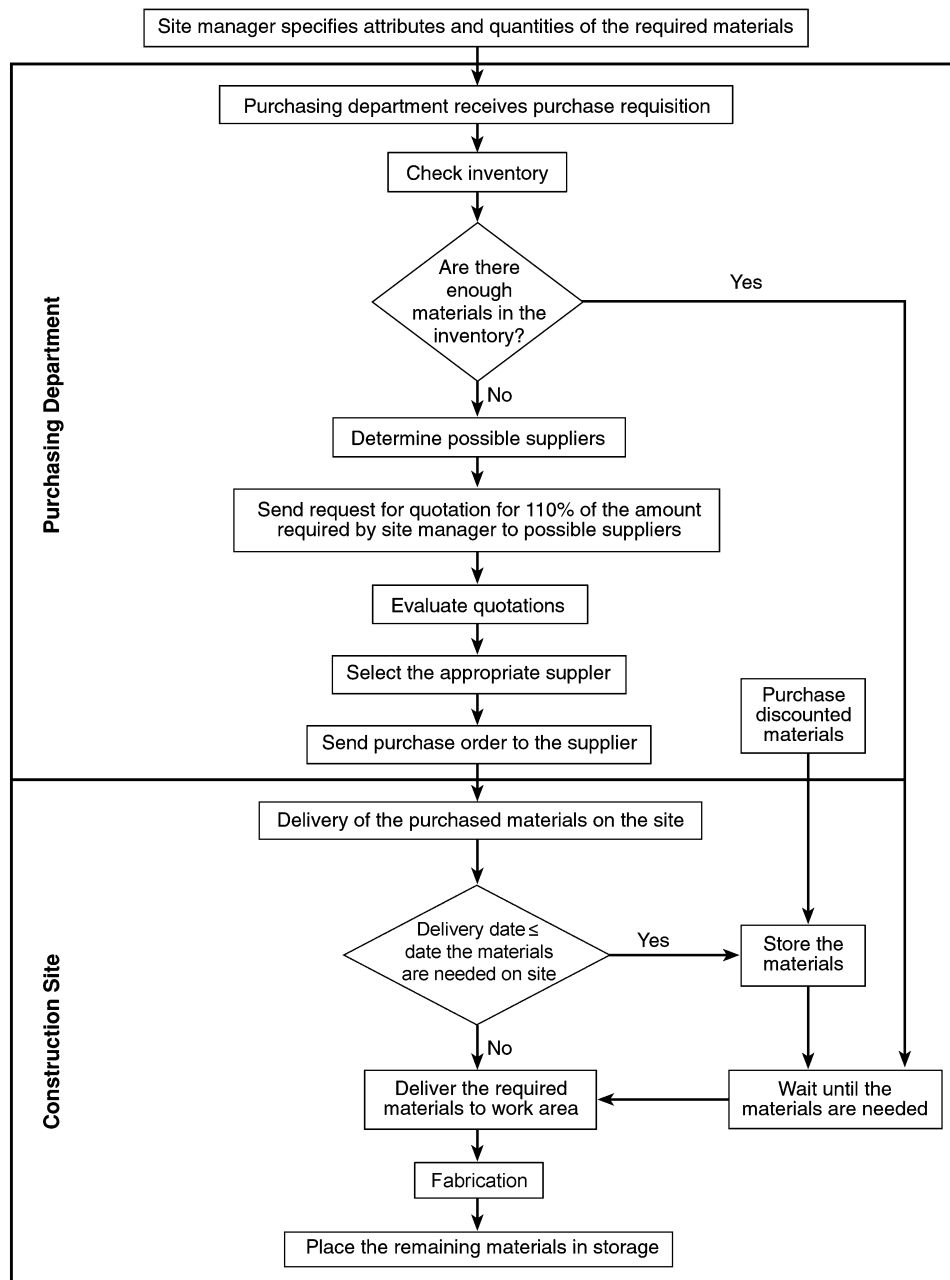 Site manager specifies attributes and quantities of the required materials
Purchasing department receives purchase requisition
Check inventory
Are there
enough
materials in the
inventory?
Yes
No
Purchasing Department
Determine possible suppliers
Send request for quotation for 110% of the amount
required by site manager to possible suppliers
Evaluate quotations
Select the appropriate suppler
Send purchase order to the supplier
Purchase
discounted
materials
Delivery of the purchased materials on the site
Delivery date ≤
date the materials
are needed on site
Yes
Store the
materials
No
Construction Site
Deliver the required
materials to work area
Wait until the
materials are needed
Fabrication
Place the remaining materials in storage